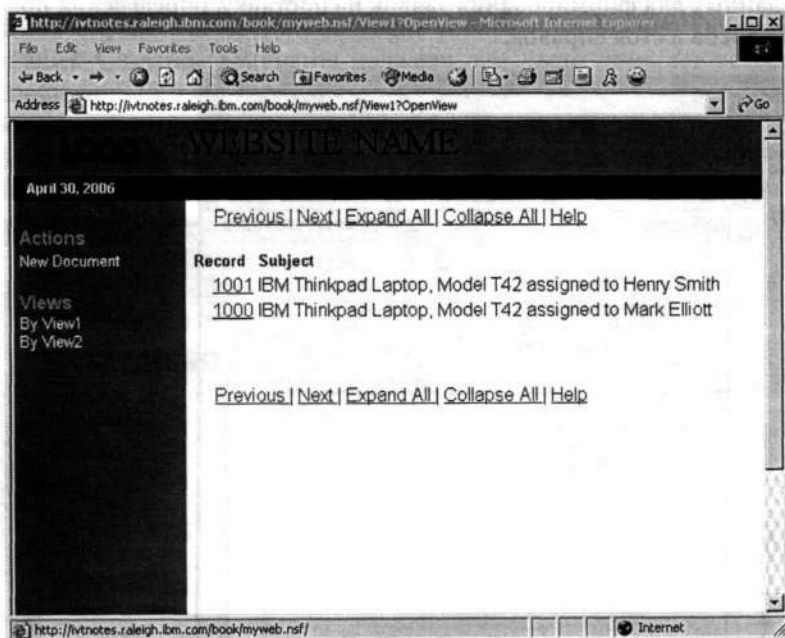 http://ivtnotes.raleigh.ibm.com/book/myweb.nsf/View1?OpenView - Microsoft Internet Explorer
File Edit View Favorites Tools Help
Back Search Favorites Media
Address http://ivtnotes.raleigh.ibm.com/book/myweb.nsf/View1?OpenView Go
WEBSITE NAME
April 30, 2006
Previous | Next | Expand All | Collapse All | Help
Actions
New Document
Record Subject
1001 IBM Thinkpad Laptop, Model T42 assigned to Henry Smith
1000 IBM Thinkpad Laptop, Model T42 assigned to Mark Elliott
Views
By View1
By View2
Previous | Next | Expand All | Collapse All | Help
http://ivtnotes.raleigh.ibm.com/book/myweb.nsf/ Internet